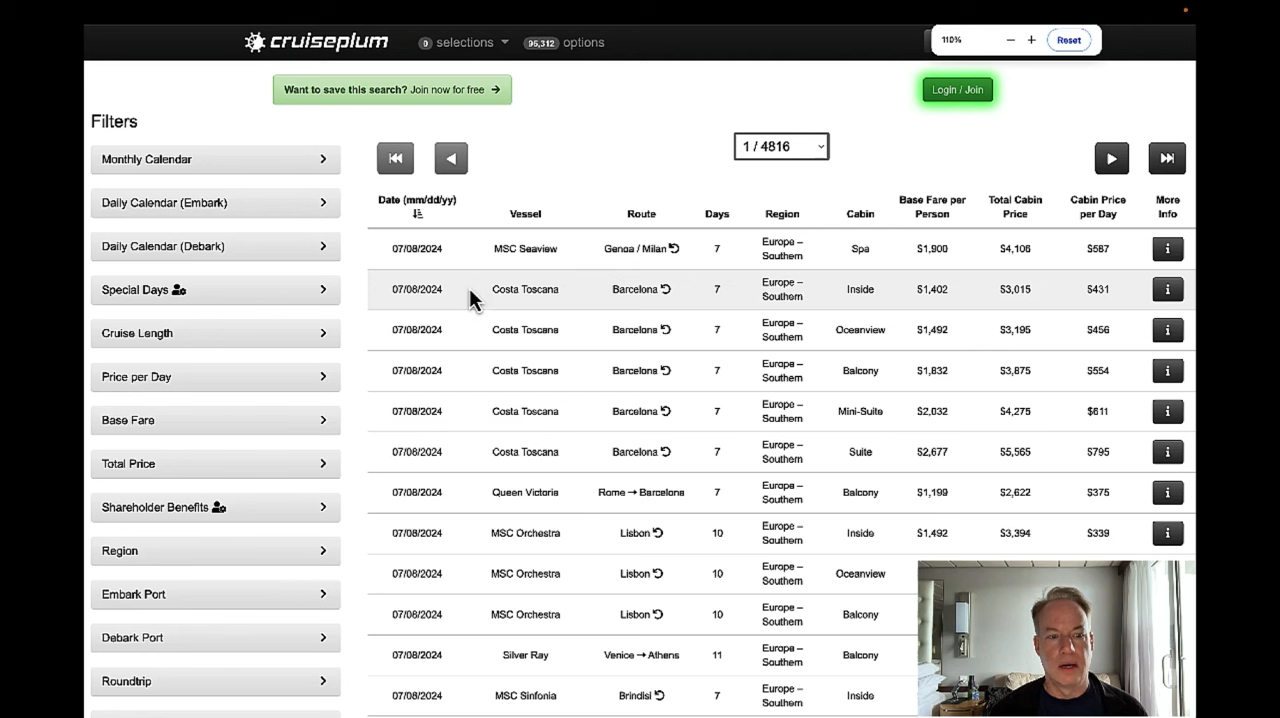 cruiseplum
0 selections
96,312 options
110%
Reset
Want to save this search? Join now for free
Login / Join
Filters
Monthly Calendar
Daily Calendar (Embark)
Daily Calendar (Debark)
Special Days
Cruise Length
Price per Day
Base Fare
Total Price
Shareholder Benefits
Region
Embark Port
Debark Port
Roundtrip
1 / 4816
Date (mm/dd/yy) Vessel Route Days Region Cabin Base Fare per Person Total Cabin Price Cabin Price per Day More Info
07/08/2024 MSC Seaview Genoa / Milan 7 Europe – Southern Spa $1,900 $4,106 $587
07/08/2024 Costa Toscana Barcelona 7 Europe – Southern Inside $1,402 $3,015 $431
07/08/2024 Costa Toscana Barcelona 7 Europe – Southern Oceanview $1,492 $3,195 $456
07/08/2024 Costa Toscana Barcelona 7 Europe – Southern Balcony $1,832 $3,875 $554
07/08/2024 Costa Toscana Barcelona 7 Europe – Southern Mini-Suite $2,032 $4,275 $611
07/08/2024 Costa Toscana Barcelona 7 Europe – Southern Suite $2,677 $5,565 $795
07/08/2024 Queen Victoria Rome → Barcelona 7 Europe – Southern Balcony $1,199 $2,622 $375
07/08/2024 MSC Orchestra Lisbon 10 Europe – Southern Inside $1,492 $3,394 $339
07/08/2024 MSC Orchestra Lisbon 10 Europe – Southern Oceanview
07/08/2024 MSC Orchestra Lisbon 10 Europe – Southern Balcony
07/08/2024 Silver Ray Venice → Athens 11 Europe – Southern Balcony
07/08/2024 MSC Sinfonia Brindisi 7 Europe – Southern Inside